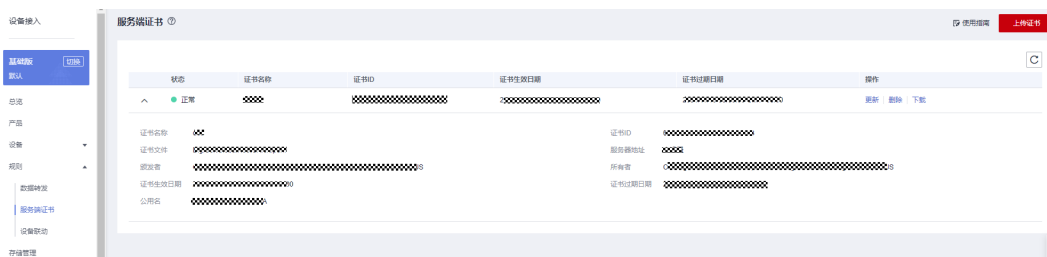 设备接入
服务端证书
使用指南
上传证书
基础版 切换
默认
状态 证书名称 证书ID 证书生效日期 证书过期日期 操作
正常 更新 删除 下载
总览
产品
设备
规则
数据转发
服务端证书
设备联动
存储管理
证书名称
证书ID
证书文件
服务器地址
颁发者
所有者
证书生效日期
证书过期日期
公用名